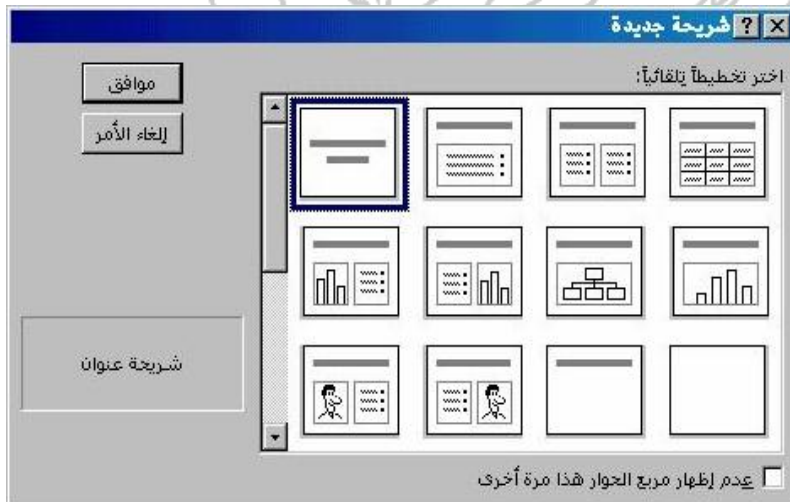 شريحة جديدة
اختر تخطيطاً تلقائياً:
موافق
إلغاء الأمر
شريحة عنوان
عدم إظهار مربع الحوار هذا مرة أخرى